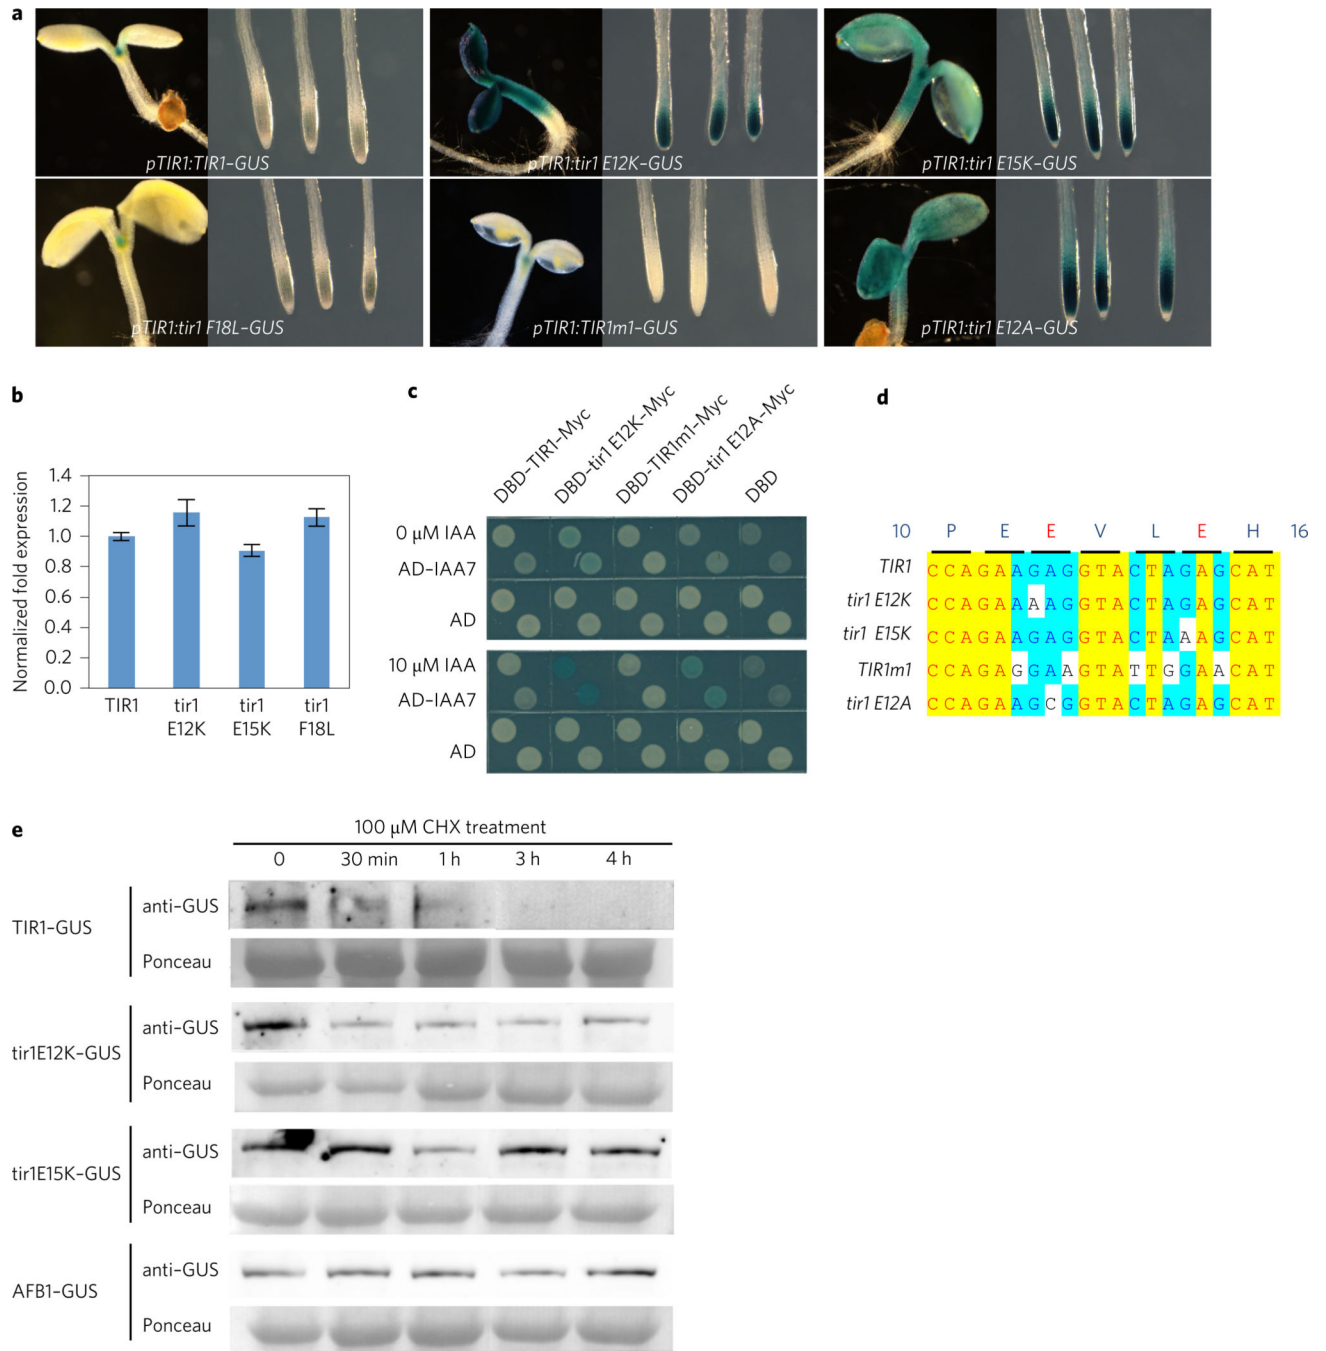 a
pTIR1:TIR1–GUS
pTIR1:tir1 E12K–GUS
pTIR1:tir1 E15K–GUS
pTIR1:tir1 F18L–GUS
pTIR1:TIR1m1–GUS
pTIR1:tir1 E12A–GUS
b
Normalized fold expression
1.4
1.2
1.0
0.8
0.6
0.4
0.2
0.0
TIR1
tir1 E12K
tir1 E15K
tir1 F18L
c
DBD–TIR1–Myc
DBD–tir1 E12K–Myc
DBD–TIR1m1–Myc
DBD–tir1 E12A–Myc
DBD
0 μM IAA
AD–IAA7
AD
10 μM IAA
AD–IAA7
AD
d
10 P E E V L E H 16
TIR1 CCAGAAGAGGTACTAGAGCAT
tir1 E12K CCAGAAAAGGTACTAGAGCAT
tir1 E15K CCAGAAGAGGTACTAAAGCAT
TIR1m1 CCAGAGGAAGTATTGGAACAT
tir1 E12A CCAGAAGCGGTACTAGAGCAT
e
100 μM CHX treatment
0 30 min 1 h 3 h 4 h
TIR1–GUS
anti–GUS
Ponceau
tir1E12K–GUS
anti–GUS
Ponceau
tir1E15K–GUS
anti–GUS
Ponceau
AFB1–GUS
anti–GUS
Ponceau